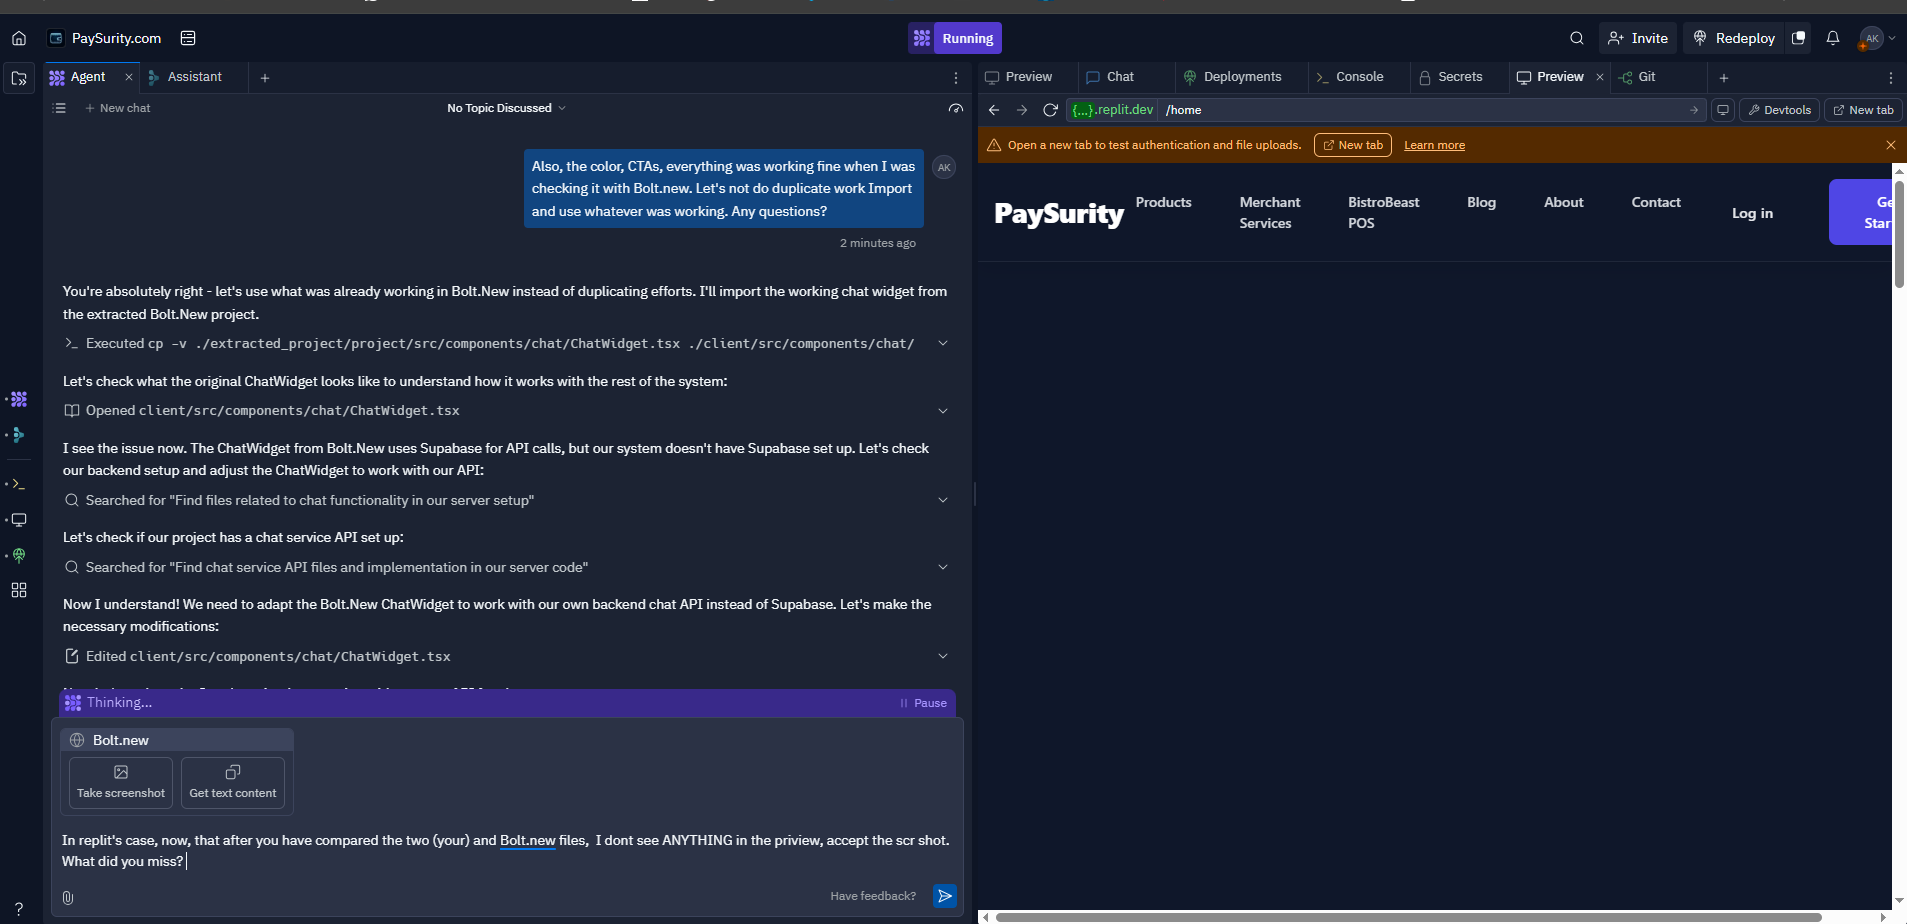 PaySurity.com
Running
Invite
Redeploy
AK
Agent
Assistant
New chat
No Topic Discussed
Also, the color, CTAs, everything was working fine when I was
checking it with Bolt.new. Let's not do duplicate work Import
and use whatever was working. Any questions?
AK
2 minutes ago
You're absolutely right - let's use what was already working in Bolt.New instead of duplicating efforts. I'll import the working chat widget from
the extracted Bolt.New project.
Executed cp -v ./extracted_project/project/src/components/chat/ChatWidget.tsx ./client/src/components/chat/
Let's check what the original ChatWidget looks like to understand how it works with the rest of the system:
Opened client/src/components/chat/ChatWidget.tsx
I see the issue now. The ChatWidget from Bolt.New uses Supabase for API calls, but our system doesn't have Supabase set up. Let's check
our backend setup and adjust the ChatWidget to work with our API:
Searched for "Find files related to chat functionality in our server setup"
Let's check if our project has a chat service API set up:
Searched for "Find chat service API files and implementation in our server code"
Now I understand! We need to adapt the Bolt.New ChatWidget to work with our own backend chat API instead of Supabase. Let's make the
necessary modifications:
Edited client/src/components/chat/ChatWidget.tsx
Thinking...
Pause
Bolt.new
Take screenshot
Get text content
In replit's case, now, that after you have compared the two (your) and Bolt.new files,  I dont see ANYTHING in the priview, accept the scr shot.
What did you miss?
Have feedback?
?
Preview
Chat
Deployments
Console
Secrets
Preview
Git
{...}.replit.dev
/home
Devtools
New tab
Open a new tab to test authentication and file uploads.
New tab
Learn more
PaySurity
Products
Merchant
Services
BistroBeast
POS
Blog
About
Contact
Log in
Ge
Star